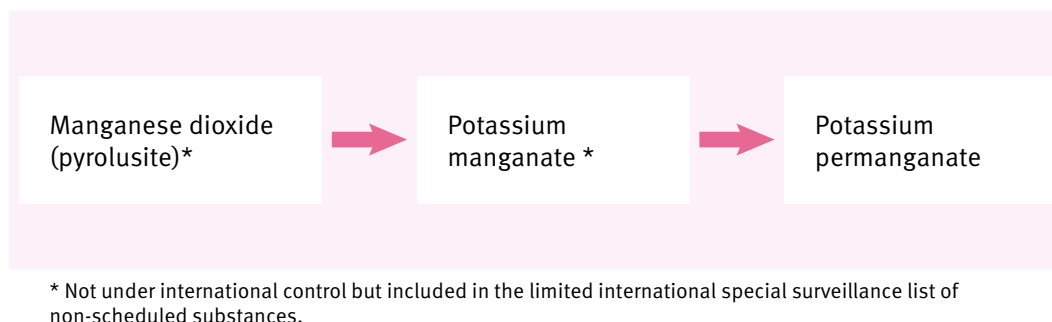 Manganese dioxide
(pyrolusite)*
Potassium
manganate *
Potassium
permanganate
* Not under international control but included in the limited international special surveillance list of
non-scheduled substances.